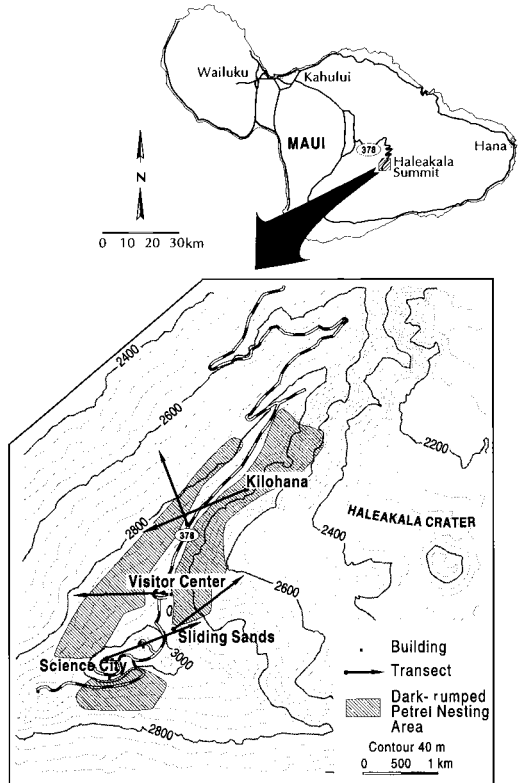 Wailuku
Kahului
MAUI
378
Hana
Haleakala
Summit
N
0 10 20 30km
2400
2600
2200
Kilohana
2800
HALEAKALA CRATER
2400
378
Visitor Center
2600
Sliding Sands
Science City
3000
2800
Building
Transect
Dark-rumped
Petrel Nesting
Area
Contour 40 m
0 500 1 km